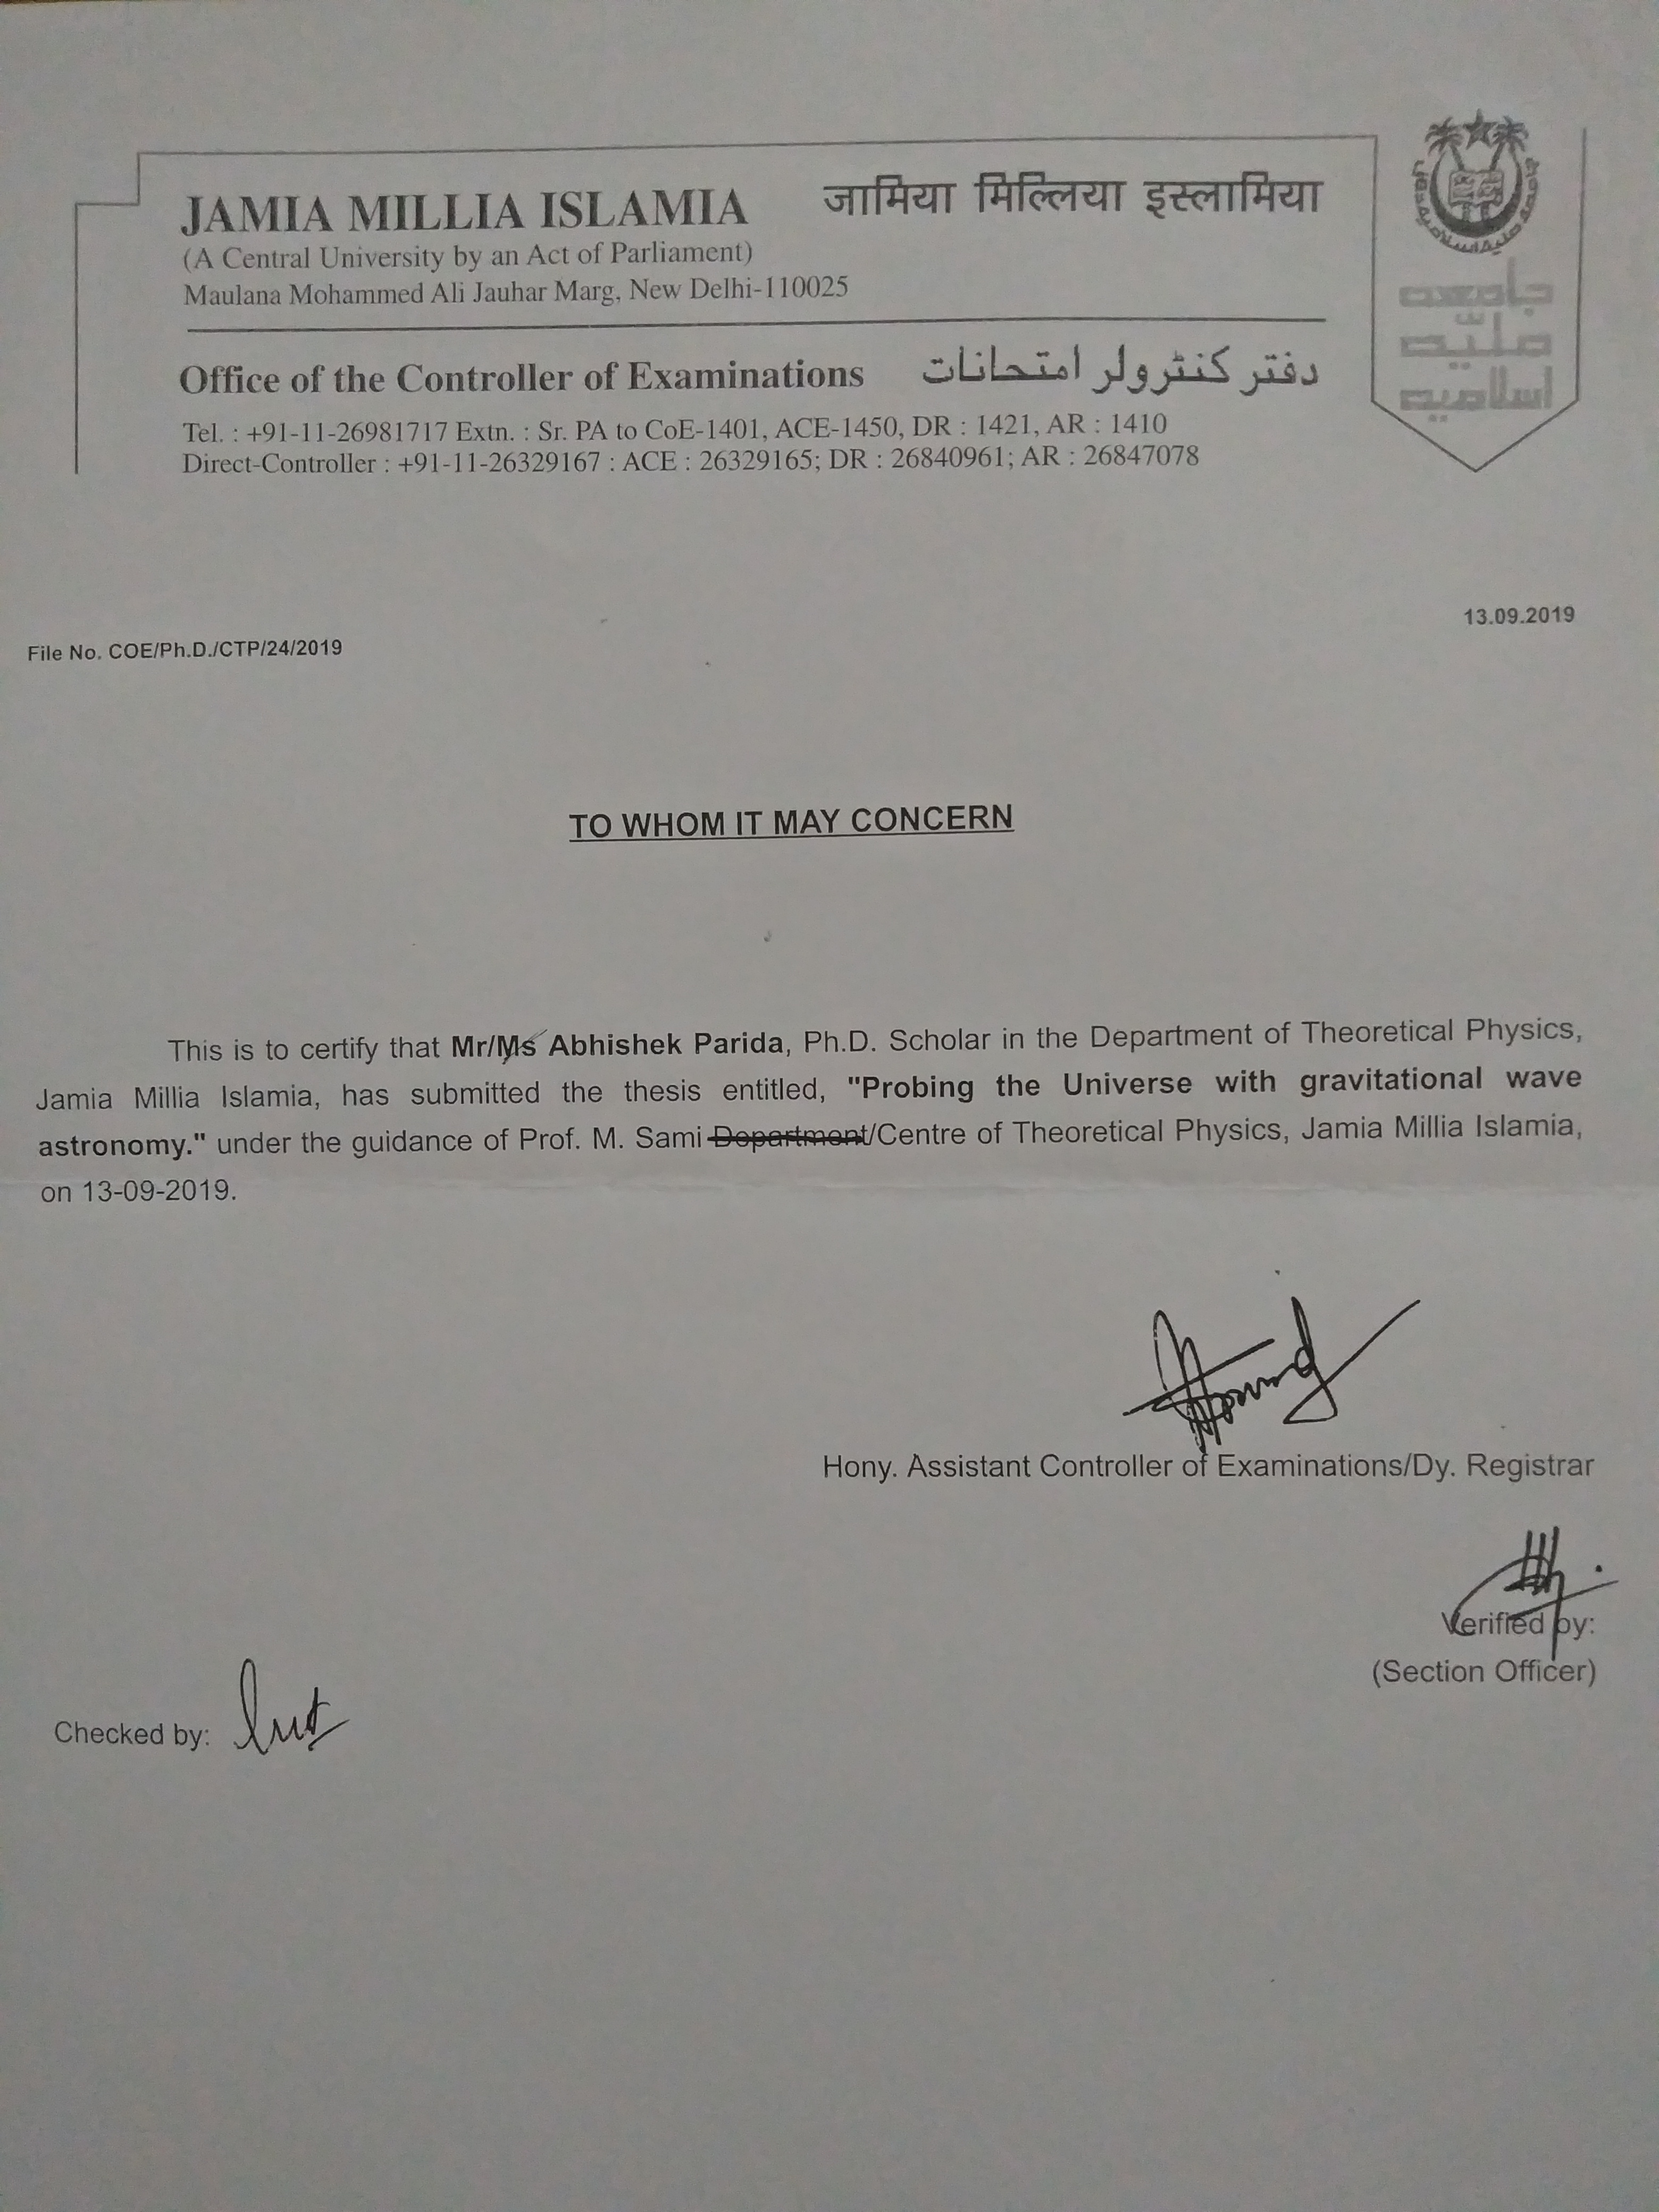 JAMIA MILLIA ISLAMIA जामिया मिल्लिया इस्लामिया
(A Central University by an Act of Parliament)
Maulana Mohammed Ali Jauhar Marg, New Delhi-110025
جامعہ
ملیہ
اسلامیہ
Office of the Controller of Examinations دفتر کنٹرولر امتحانات
Tel. : +91-11-26981717 Extn. : Sr. PA to CoE-1401, ACE-1450, DR : 1421, AR : 1410
Direct-Controller : +91-11-26329167 : ACE : 26329165; DR : 26840961; AR : 26847078
13.09.2019
File No. COE/Ph.D./CTP/24/2019
TO WHOM IT MAY CONCERN
This is to certify that Mr/Ms Abhishek Parida, Ph.D. Scholar in the Department of Theoretical Physics,
Jamia Millia Islamia, has submitted the thesis entitled, "Probing the Universe with gravitational wave
astronomy." under the guidance of Prof. M. Sami Department/Centre of Theoretical Physics, Jamia Millia Islamia,
on 13-09-2019.
Hony. Assistant Controller of Examinations/Dy. Registrar
Verified by:
(Section Officer)
Checked by: